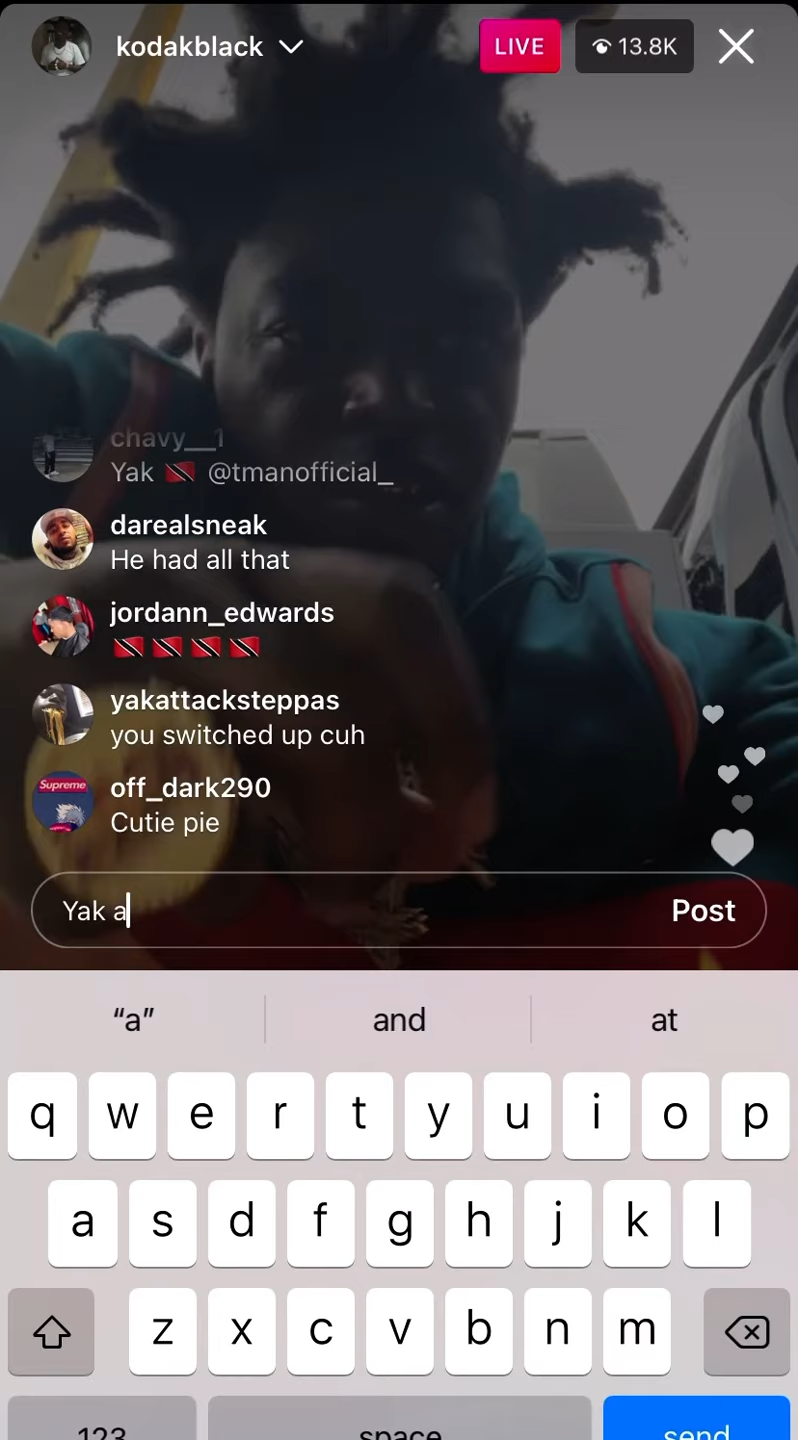 kodakblack
LIVE
13.8K
chavy__1
Yak 🇹🇹 @tmanofficial_
darealsneak
He had all that
jordann_edwards
🇹🇹 🇹🇹 🇹🇹 🇹🇹
yakattacksteppas
you switched up cuh
Supreme
off_dark290
Cutie pie
Yak a
Post
“a”
and
at
q w e r t y u i o p
a s d f g h j k l
z x c v b n m
123
space
send